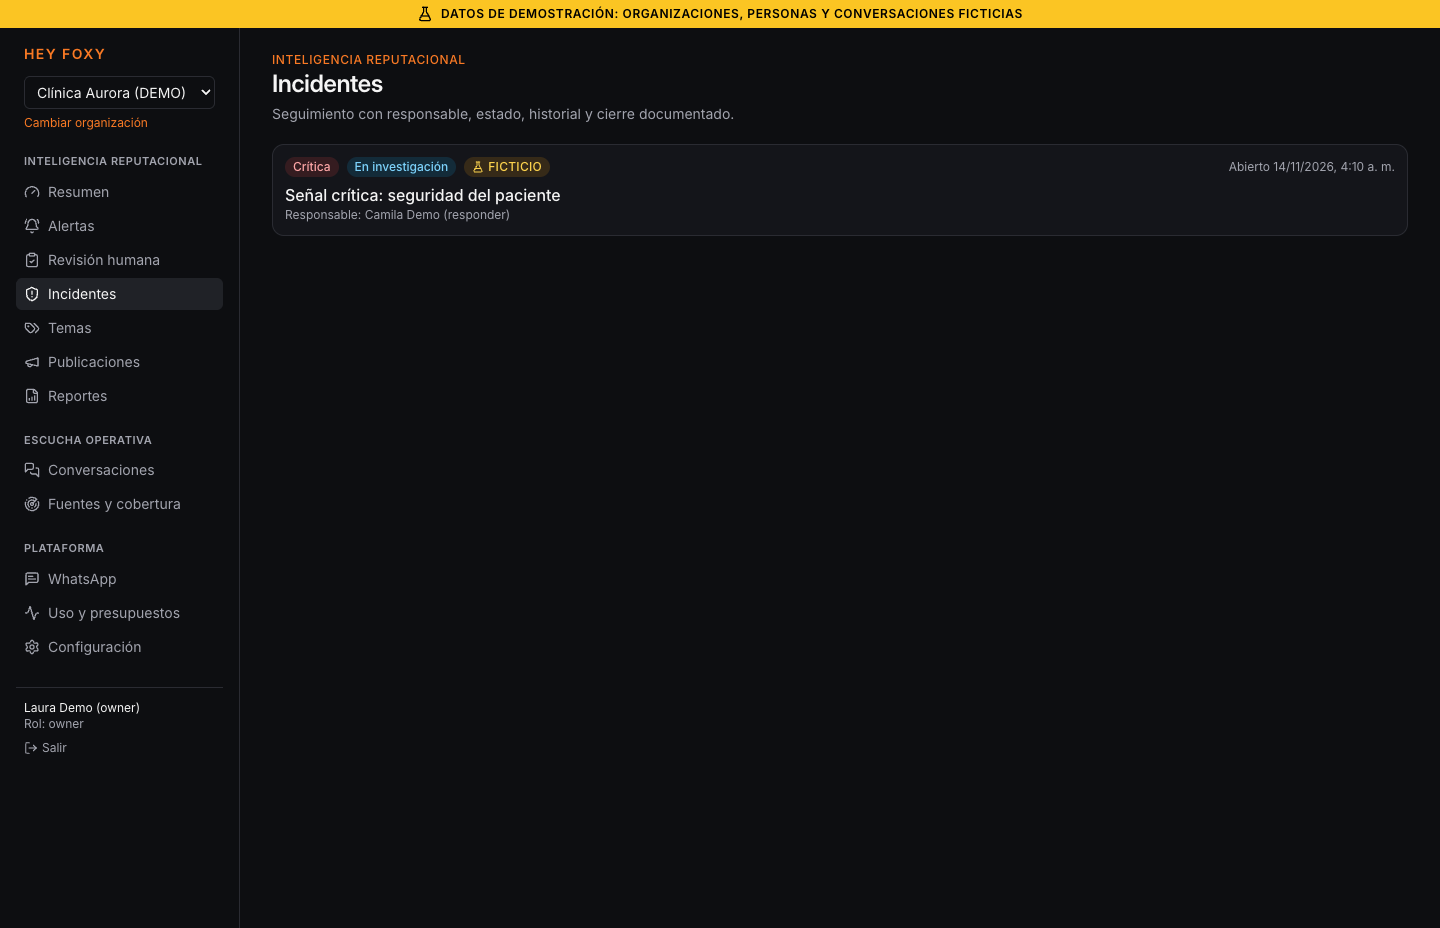 DATOS DE DEMOSTRACIÓN: ORGANIZACIONES, PERSONAS Y CONVERSACIONES FICTICIAS
HEY FOXY
Clínica Aurora (DEMO)
Cambiar organización
INTELIGENCIA REPUTACIONAL
Resumen
Alertas
Revisión humana
Incidentes
Temas
Publicaciones
Reportes
ESCUCHA OPERATIVA
Conversaciones
Fuentes y cobertura
PLATAFORMA
WhatsApp
Uso y presupuestos
Configuración
Laura Demo (owner)
Rol: owner
Salir
INTELIGENCIA REPUTACIONAL
Incidentes
Seguimiento con responsable, estado, historial y cierre documentado.
Crítica En investigación FICTICIO Abierto 14/11/2026, 4:10 a. m.
Señal crítica: seguridad del paciente
Responsable: Camila Demo (responder)